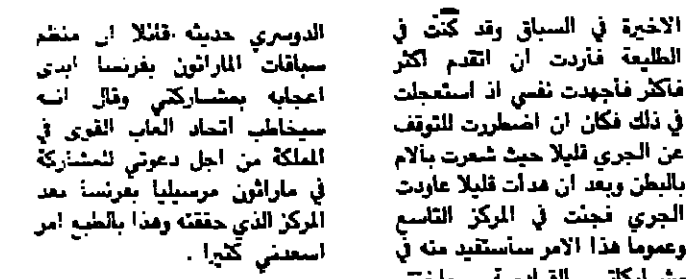 الاخيرة في السباق وقد كنت في
الطليعة فأردت ان اتقدم اكثر
فاكثر فأجهدت نفسي اذ استعجلت
في ذلك فكان ان اضطررت للتوقف
عن الجري قليلا حيث شعرت بآلام
بالبطن وبعد ان هدأت قليلا عاودت
الجري فجئت في المركز التاسع
وعموما هذا الامر سأستفيد منه في
الدوسري حديثه قائلا ان منظم
سباقات الماراثون بفرنسا ابدى
اعجابه بمشاركتي وقال انه
سيخاطب اتحاد العاب القوى في
المملكة من اجل دعوتي للمشاركة
في ماراثون مرسيليا بفرنسا بعد
المركز الذي حققته وهذا بالطبع امر
اسعدني كثيرا .